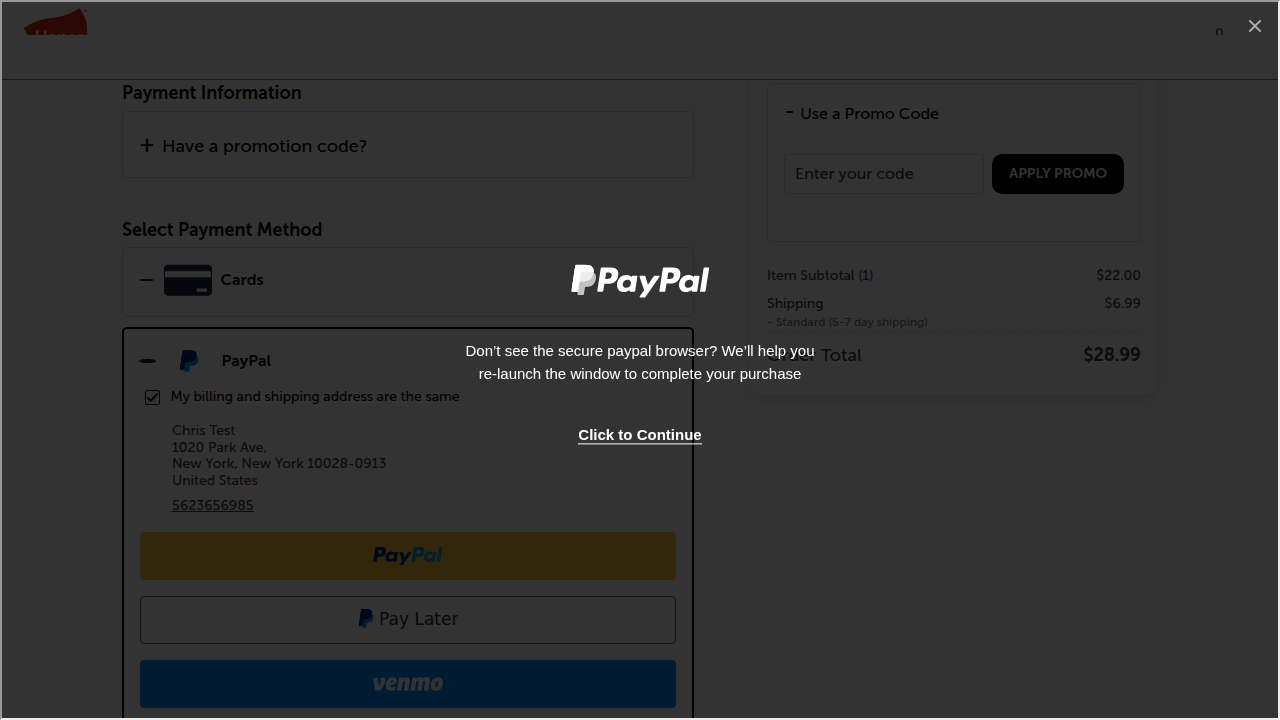 0
Payment Information
+ Have a promotion code?
Select Payment Method
Cards
PayPal
My billing and shipping address are the same
Chris Test
1020 Park Ave,
New York, New York 10028-0913
United States
5623656985
PayPal
Pay Later
venmo
PayPal
Don’t see the secure paypal browser? We’ll help you
re-launch the window to complete your purchase
Click to Continue
- Use a Promo Code
Enter your code
APPLY PROMO
Item Subtotal (1) $22.00
Shipping $6.99
- Standard (5-7 day shipping)
Order Total $28.99